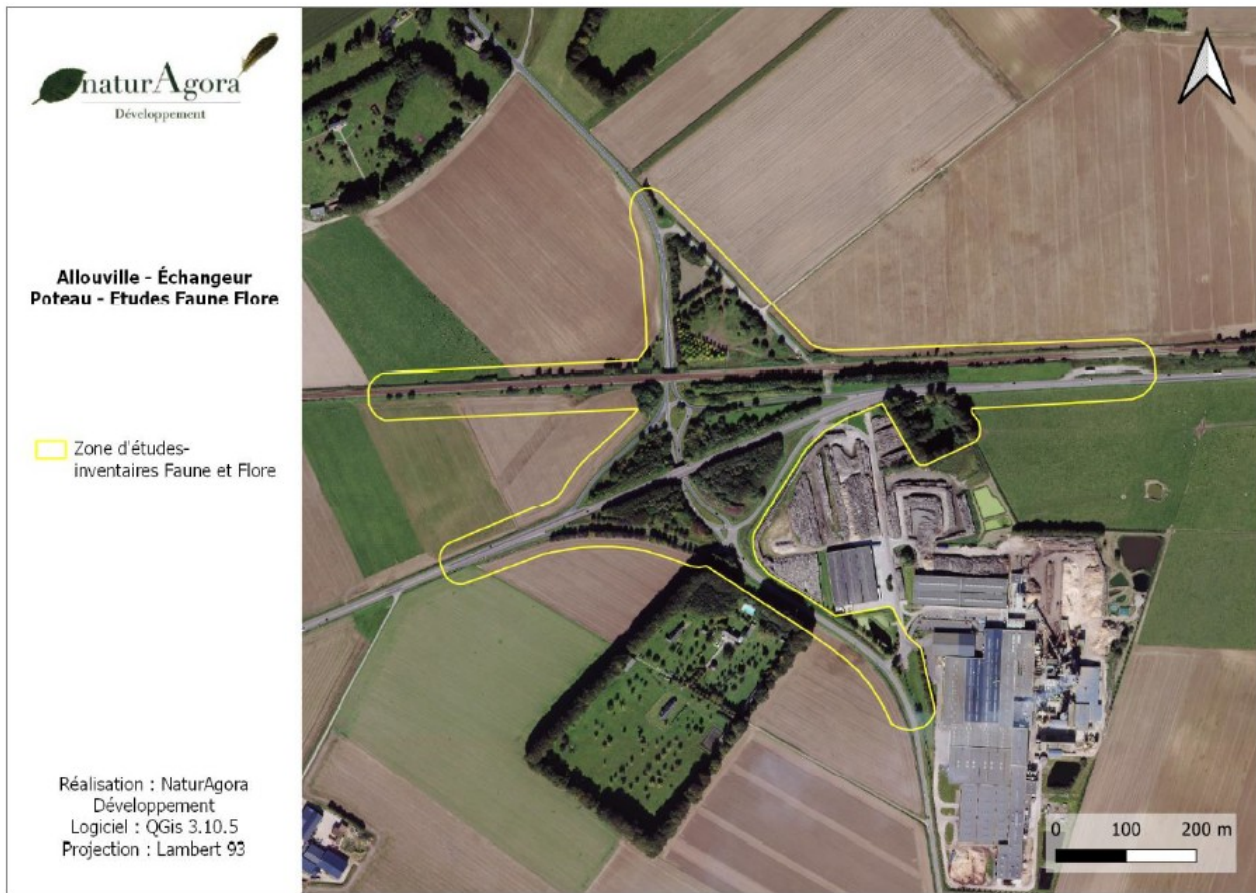 naturAgora
Développement
Allouville - Échangeur
Poteau - Etudes Faune Flore
Zone d'études-
inventaires Faune et Flore
Réalisation : NaturAgora
Développement
Logiciel : QGis 3.10.5
Projection : Lambert 93
0 100 200 m